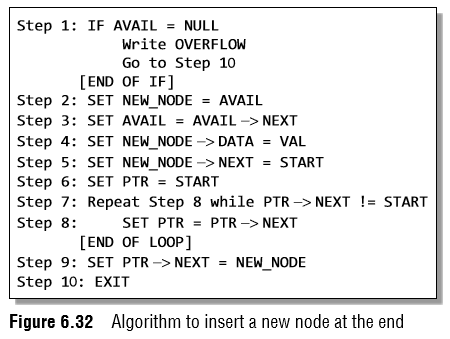 Step 1: IF AVAIL = NULL
Write OVERFLOW
Go to Step 10
[END OF IF]
Step 2: SET NEW_NODE = AVAIL
Step 3: SET AVAIL = AVAIL -> NEXT
Step 4: SET NEW_NODE -> DATA = VAL
Step 5: SET NEW_NODE -> NEXT = START
Step 6: SET PTR = START
Step 7: Repeat Step 8 while PTR -> NEXT != START
Step 8: SET PTR = PTR -> NEXT
[END OF LOOP]
Step 9: SET PTR -> NEXT = NEW_NODE
Step 10: EXIT
Figure 6.32 Algorithm to insert a new node at the end